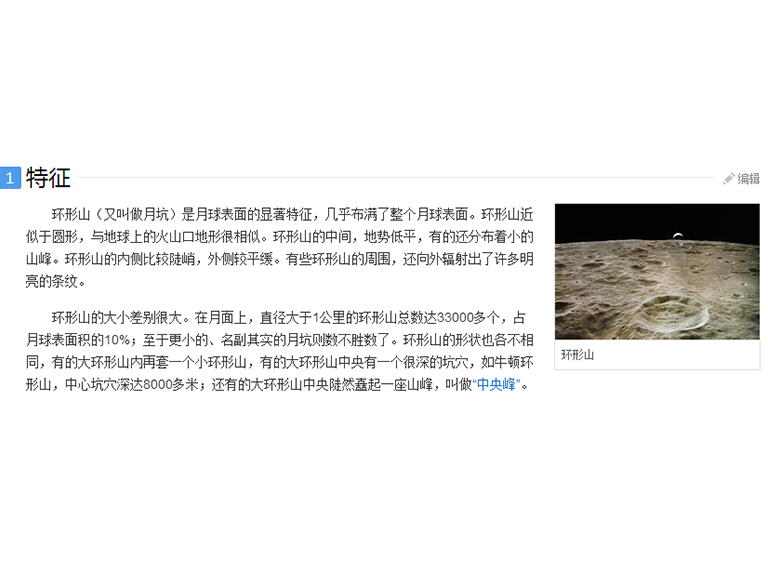 1 特征
编辑
环形山（又叫做月坑）是月球表面的显著特征，几乎布满了整个月球表面。环形山近
似于圆形，与地球上的火山口地形很相似。环形山的中间，地势低平，有的还分布着小的
山峰。环形山的内侧比较陡峭，外侧较平缓。有些环形山的周围，还向外辐射出了许多明
亮的条纹。
环形山的大小差别很大。在月面上，直径大于1公里的环形山总数达33000多个，占
月球表面积的10%；至于更小的、名副其实的月坑则数不胜数了。环形山的形状也各不相
同，有的大环形山内再套一个小环形山，有的大环形山中央有一个很深的坑穴，如牛顿环
形山，中心坑穴深达8000多米；还有的大环形山中央陡然矗起一座山峰，叫做“中央峰”。
环形山